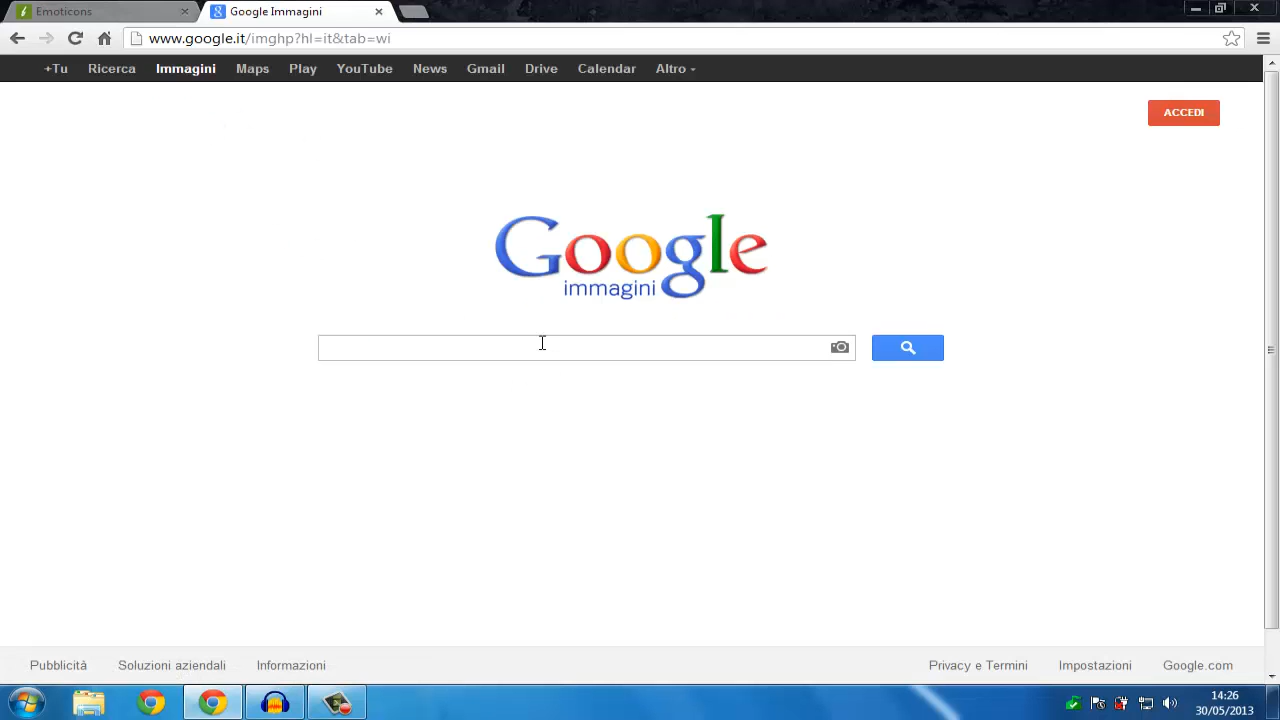 Emoticons
Google Immagini
www.google.it/imghp?hl=it&tab=wi
+Tu Ricerca Immagini Maps Play YouTube News Gmail Drive Calendar Altro
ACCEDI
Google
immagini
Pubblicità Soluzioni aziendali Informazioni Privacy e Termini Impostazioni Google.com
14:26
30/05/2013